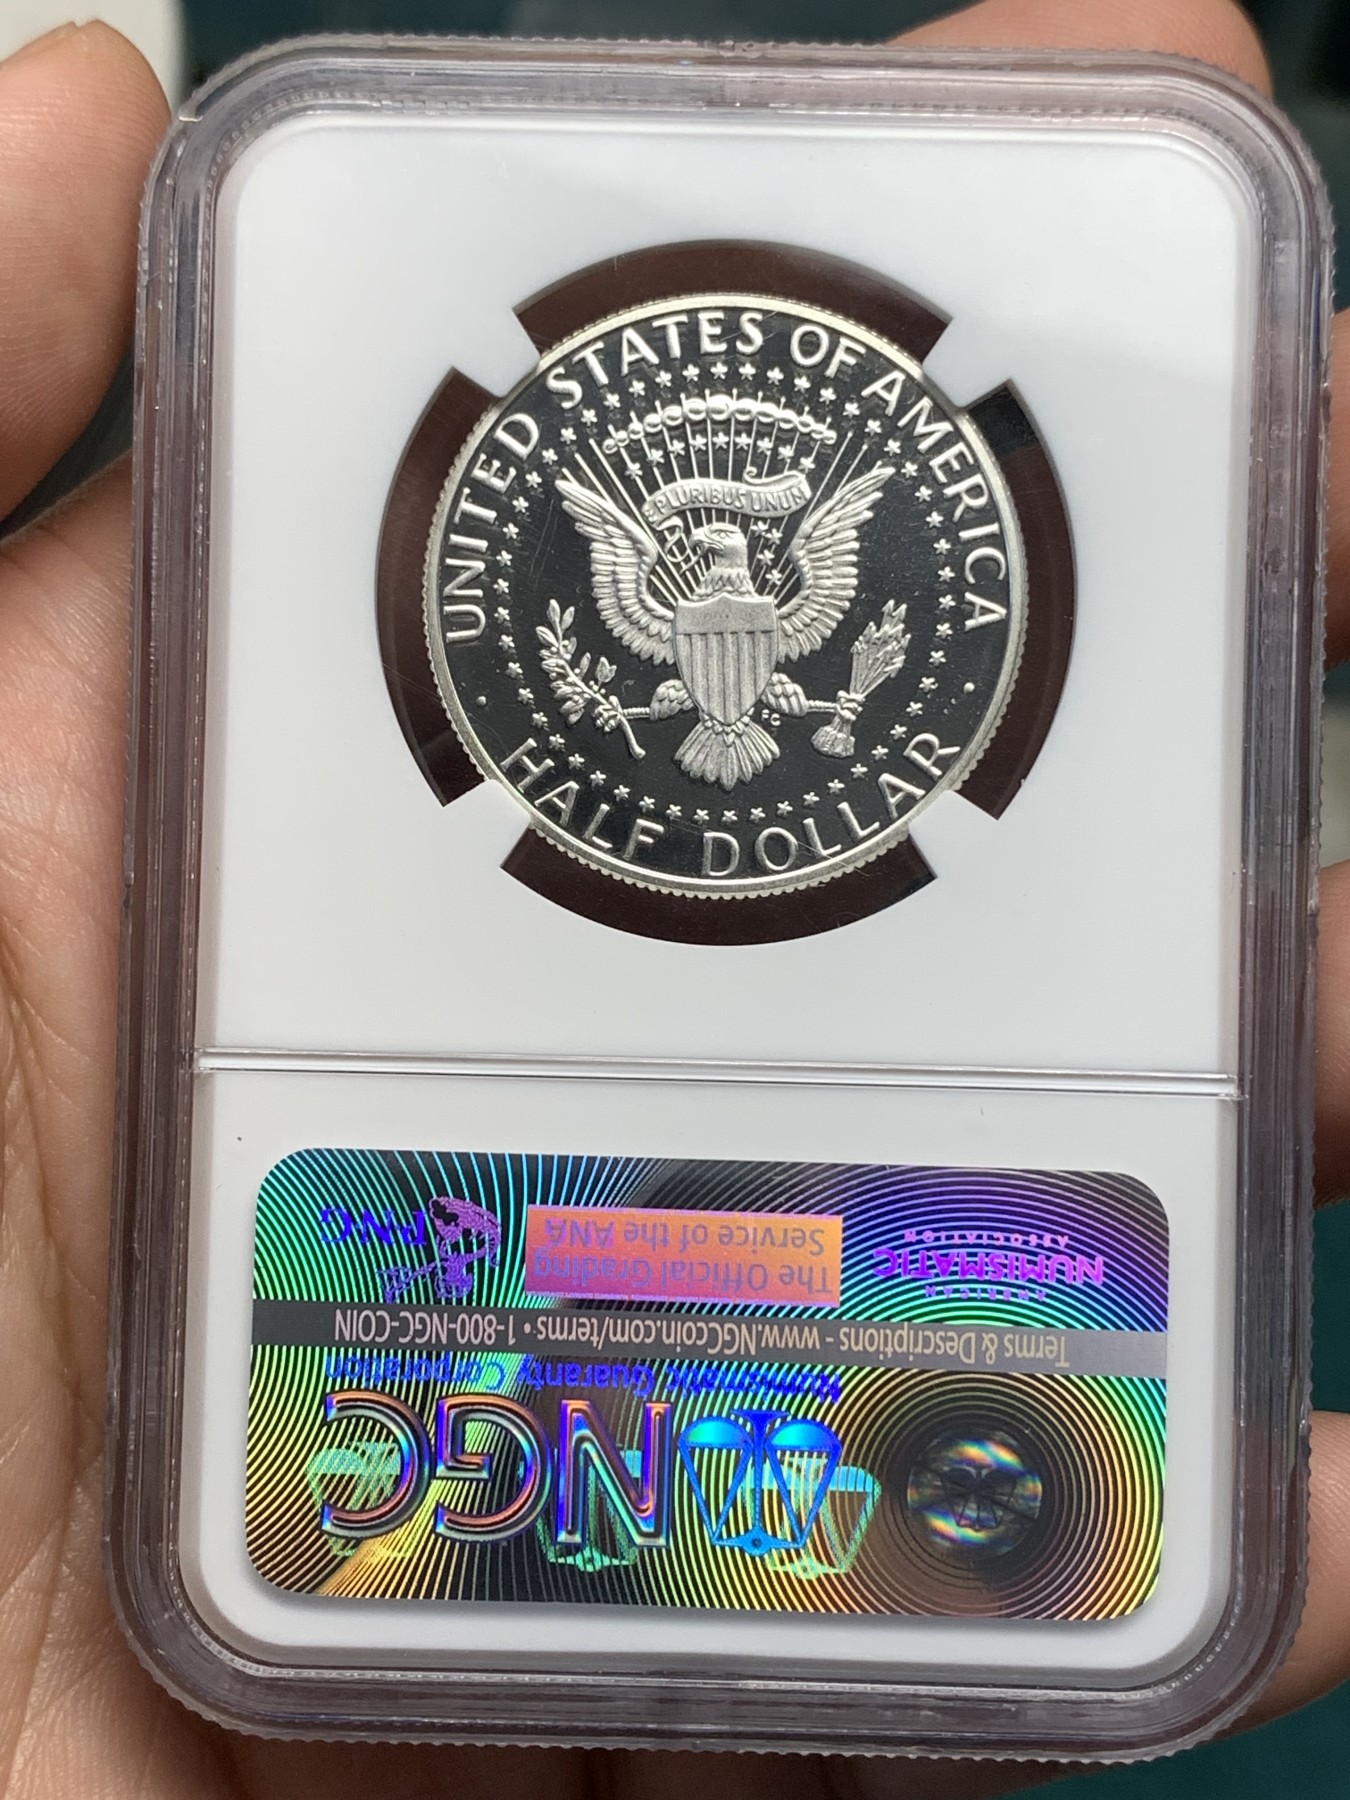 UNITED STATES OF AMERICA
PLURIBUS UNUM
FG
HALF DOLLAR
NGC
Numismatic Guaranty Corporation
Terms & Descriptions - www.NGCcoin.com/terms • 1-800-NGC-COIN
AMERICAN
NUMISMATIC
ASSOCIATION
The Official Grading
Service of the ANA
PNG